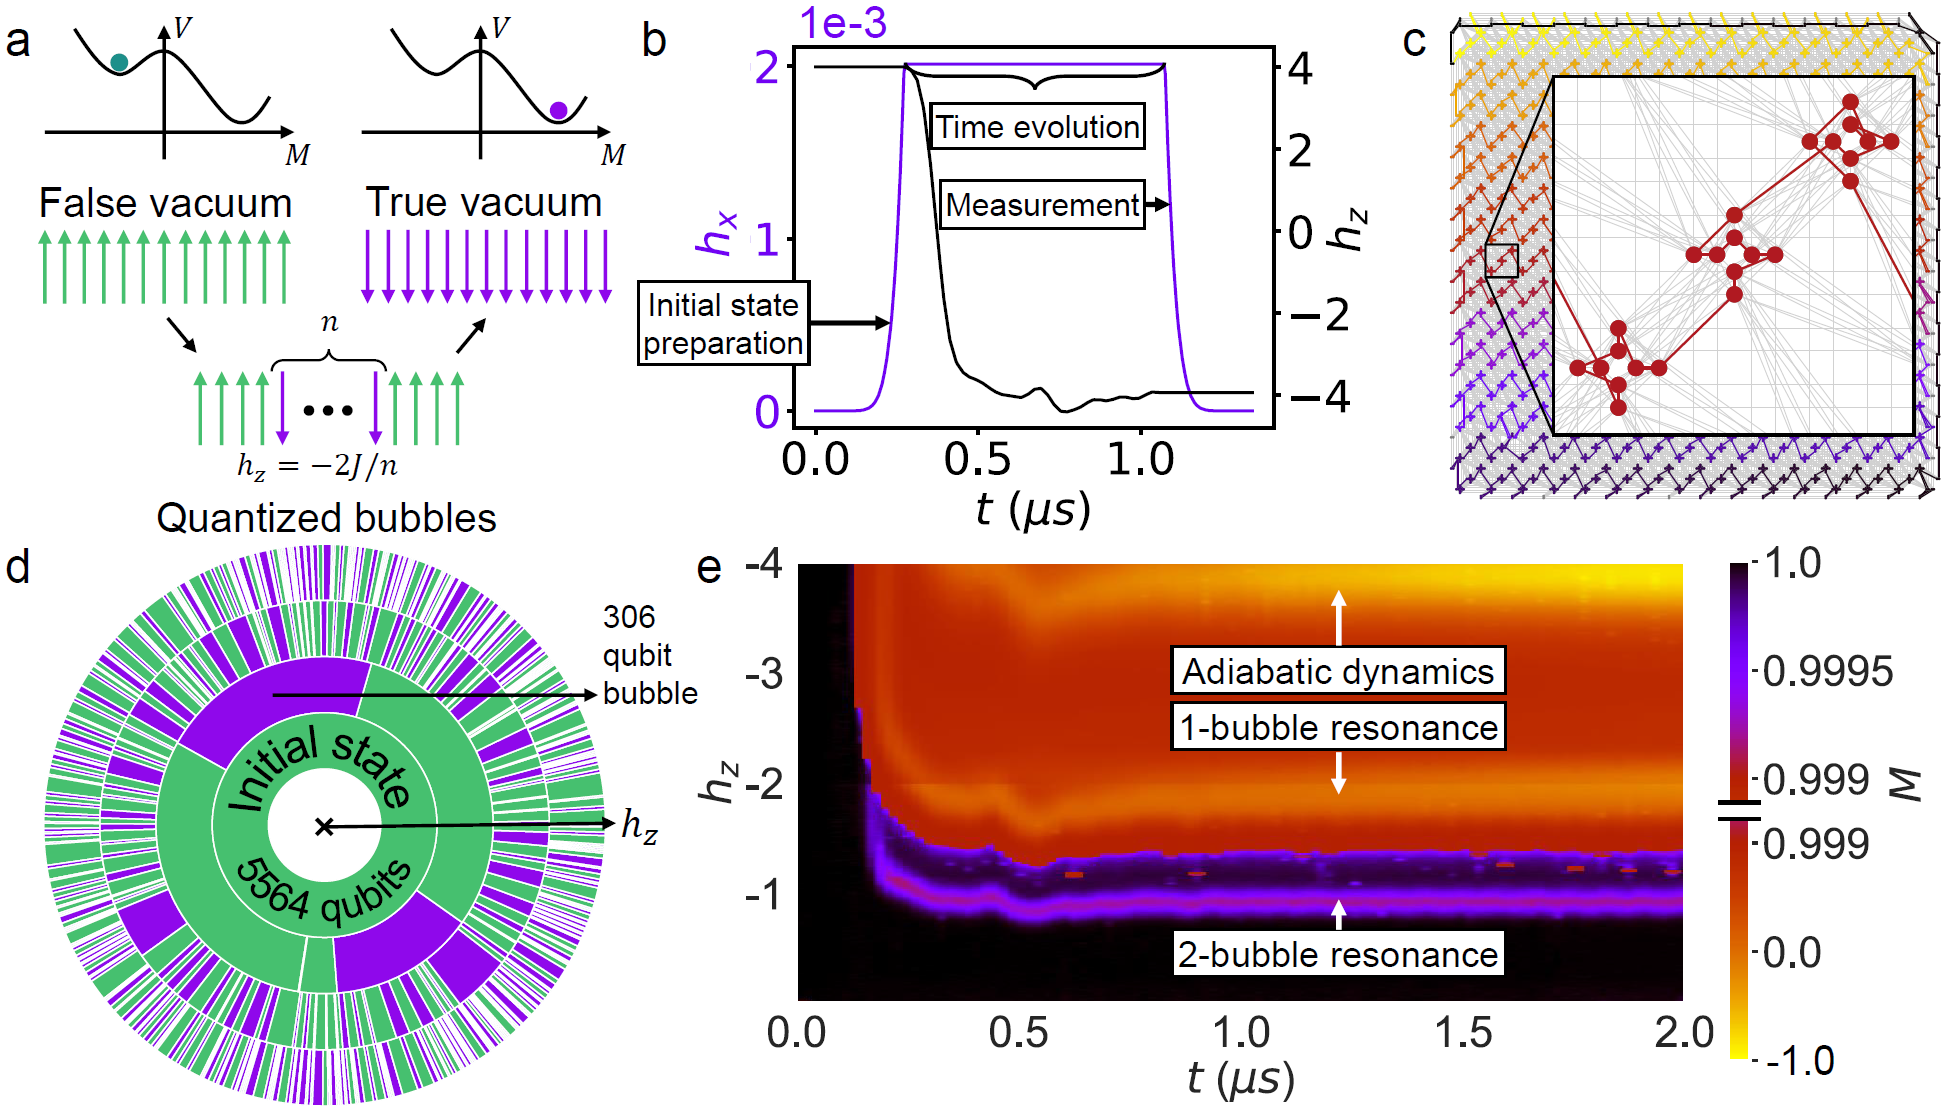 a
V
M
V
M
False vacuum
True vacuum
n
h_z = −2J/n
Quantized bubbles
b
1e-3
2
1
0
h_x
4
2
0
−2
−4
h_z
Time evolution
Measurement
Initial state
preparation
0.0
0.5
1.0
t (μs)
c
d
306
qubit
bubble
Initial state
5564 qubits
h_z
e
-4
-3
-2
-1
h_z
Adiabatic dynamics
1-bubble resonance
2-bubble resonance
0.0
0.5
1.0
1.5
2.0
t (μs)
1.0
0.9995
0.999
0.999
0.0
-1.0
M